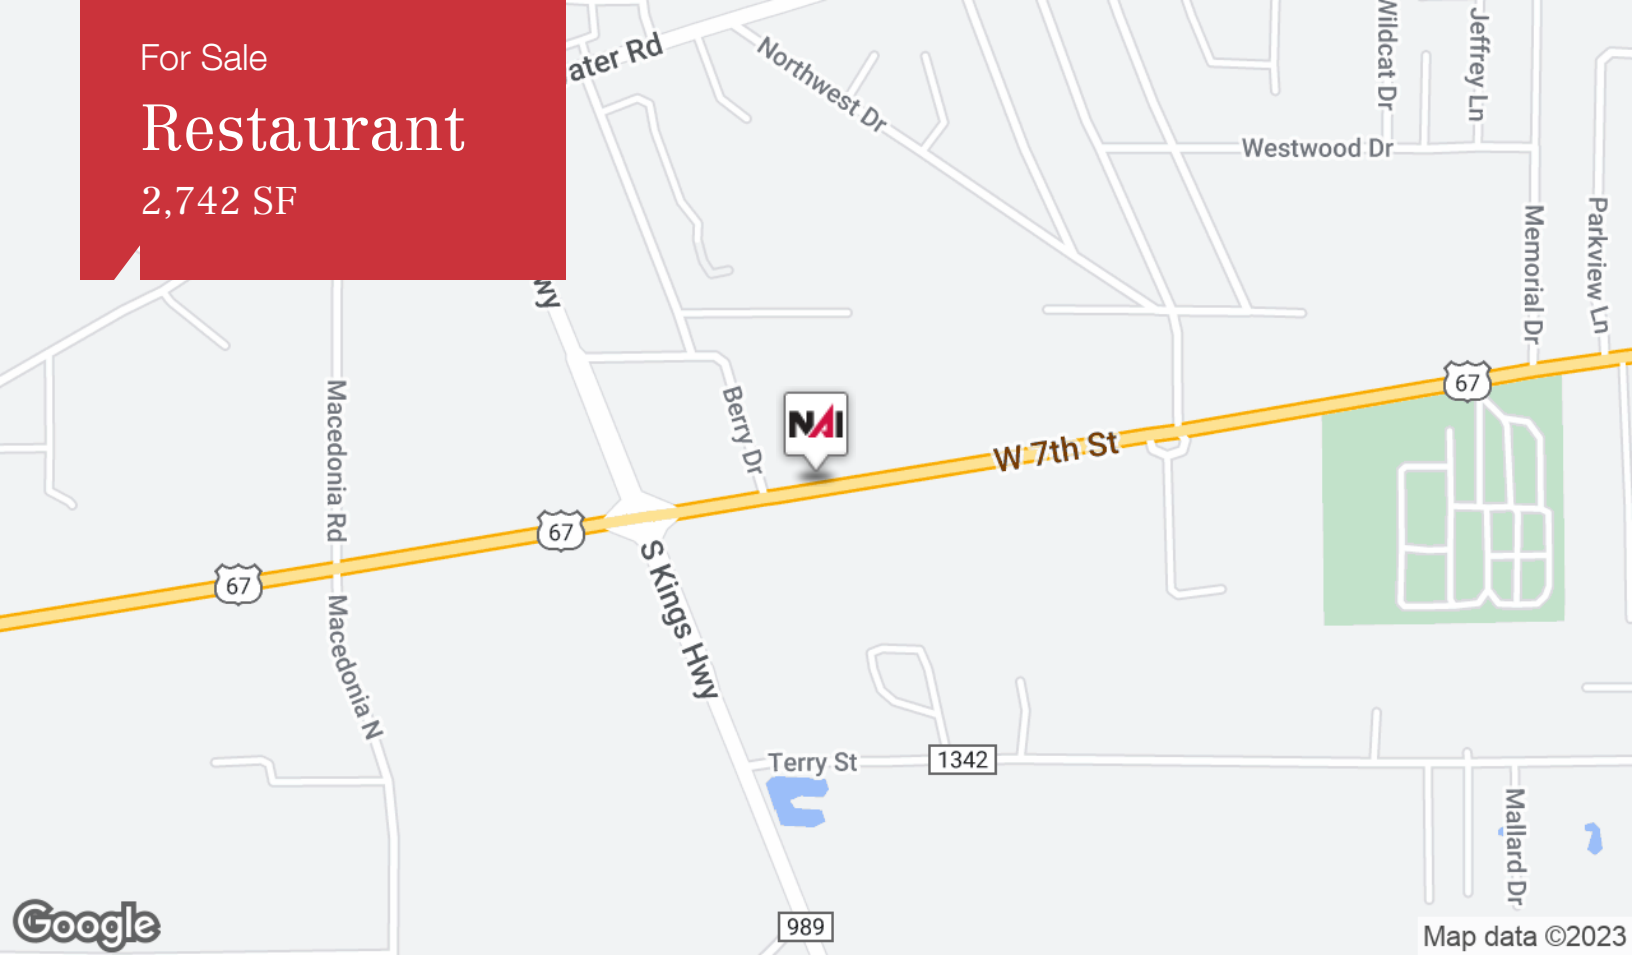 For Sale
Restaurant
2,742 SF
ater Rd
Northwest Dr
Wildcat Dr
Jeffrey Ln
Westwood Dr
Memorial Dr
Parkview Ln
wy
Macedonia Rd
Berry Dr
NAI
W 7th St
67
67
67
S Kings Hwy
Macedonia N
Terry St
1342
Mallard Dr
989
Google
Map data ©2023